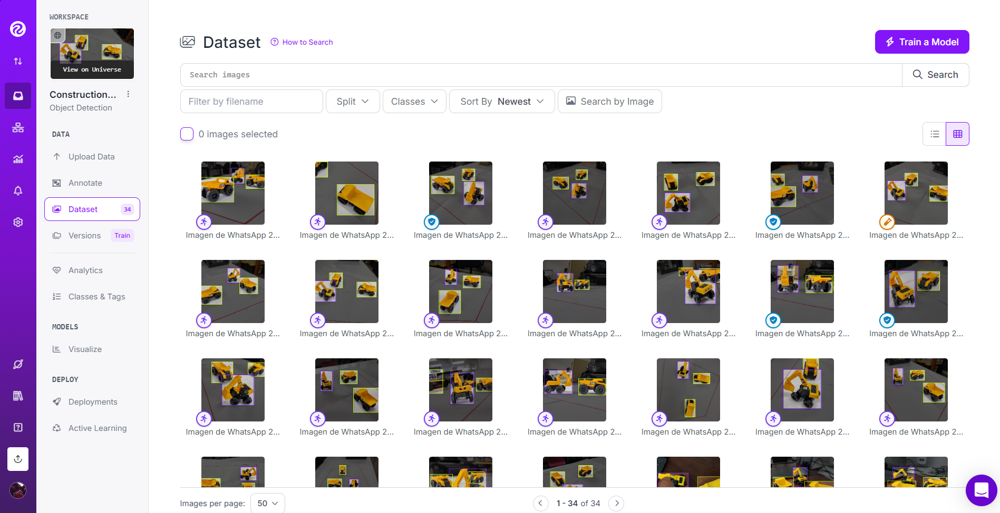 WORKSPACE
View on Universe
Construction...
Object Detection
DATA
Upload Data
Annotate
Dataset 34
Versions Train
Analytics
Classes & Tags
MODELS
Visualize
DEPLOY
Deployments
Active Learning
Dataset How to Search
Train a Model
Search images Search
Filter by filename Split Classes Sort By Newest Search by Image
0 images selected
Imagen de WhatsApp 2... Imagen de WhatsApp 2... Imagen de WhatsApp 2... Imagen de WhatsApp 2... Imagen de WhatsApp 2... Imagen de WhatsApp 2... Imagen de WhatsApp 2...
Imagen de WhatsApp 2... Imagen de WhatsApp 2... Imagen de WhatsApp 2... Imagen de WhatsApp 2... Imagen de WhatsApp 2... Imagen de WhatsApp 2... Imagen de WhatsApp 2...
Imagen de WhatsApp 2... Imagen de WhatsApp 2... Imagen de WhatsApp 2... Imagen de WhatsApp 2... Imagen de WhatsApp 2... Imagen de WhatsApp 2... Imagen de WhatsApp 2...
Images per page: 50 1 - 34 of 34